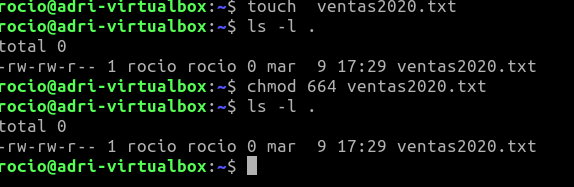 rocio@adri-virtualbox:~$ touch  ventas2020.txt
rocio@adri-virtualbox:~$ ls -l .
total 0
-rw-rw-r-- 1 rocio rocio 0 mar  9 17:29 ventas2020.txt
rocio@adri-virtualbox:~$ chmod 664 ventas2020.txt
rocio@adri-virtualbox:~$ ls -l .
total 0
-rw-rw-r-- 1 rocio rocio 0 mar  9 17:29 ventas2020.txt
rocio@adri-virtualbox:~$